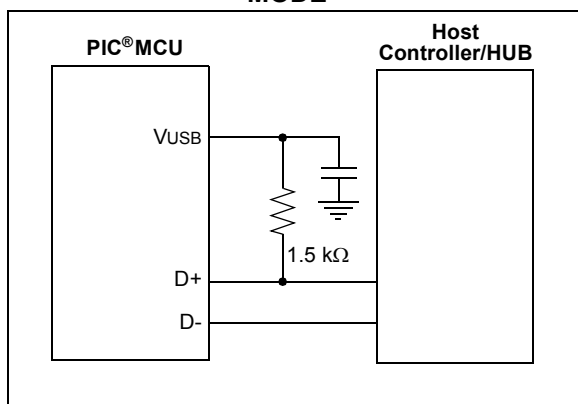 MODE
PIC®MCU
Host
Controller/HUB
VUSB
1.5 kΩ
D+
D-